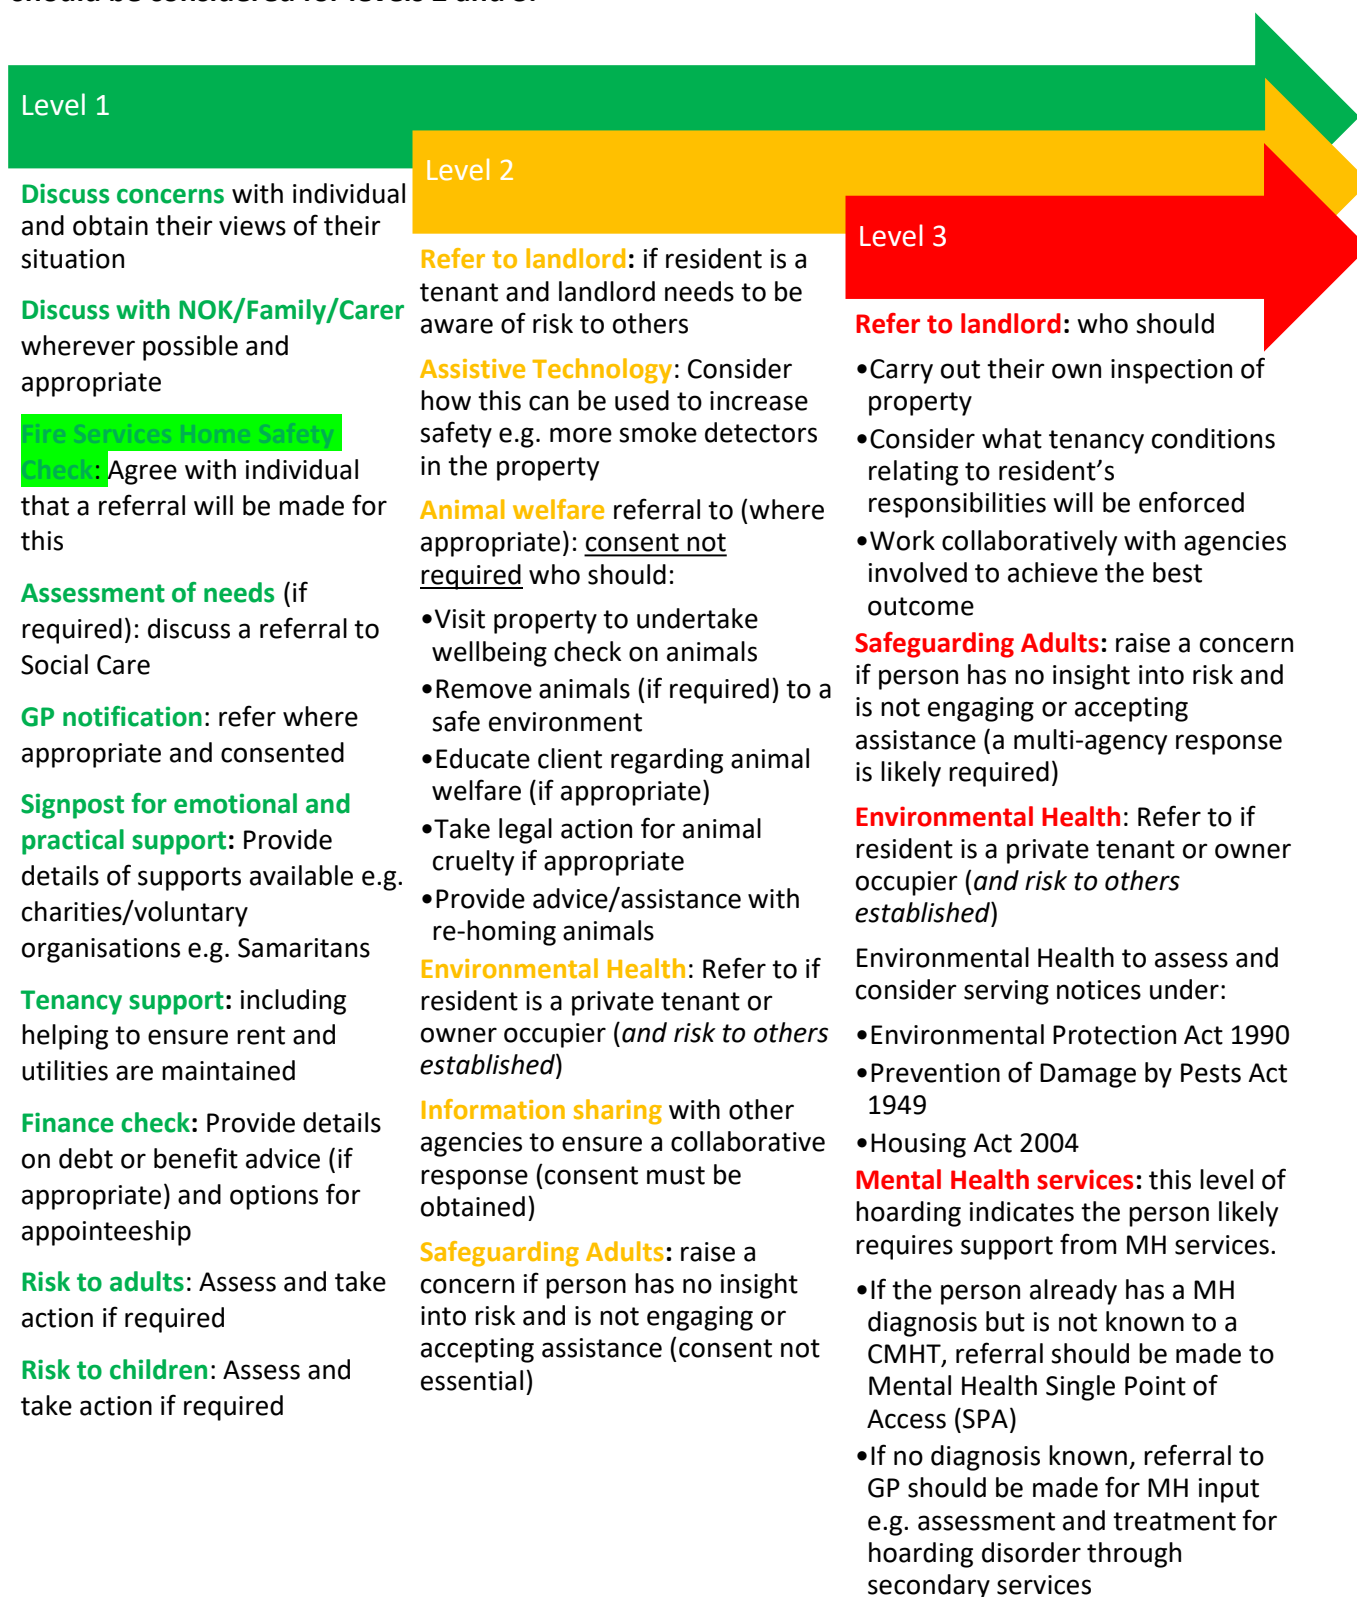 should be considered for levels 2 and 3.
Level 1
Discuss concerns with individual
and obtain their views of their
situation
Discuss with NOK/Family/Carer
wherever possible and
appropriate
Fire Services Home Safety
Check: Agree with individual
that a referral will be made for
this
Assessment of needs (if
required): discuss a referral to
Social Care
GP notification: refer where
appropriate and consented
Signpost for emotional and
practical support: Provide
details of supports available e.g.
charities/voluntary
organisations e.g. Samaritans
Tenancy support: including
helping to ensure rent and
utilities are maintained
Finance check: Provide details
on debt or benefit advice (if
appropriate) and options for
appointeeship
Risk to adults: Assess and take
action if required
Risk to children: Assess and
take action if required
Level 2
Refer to landlord: if resident is a
tenant and landlord needs to be
aware of risk to others
Assistive Technology: Consider
how this can be used to increase
safety e.g. more smoke detectors
in the property
Animal welfare referral to (where
appropriate): consent not
required who should:
•Visit property to undertake
wellbeing check on animals
•Remove animals (if required) to a
safe environment
•Educate client regarding animal
welfare (if appropriate)
•Take legal action for animal
cruelty if appropriate
•Provide advice/assistance with
re-homing animals
Environmental Health: Refer to if
resident is a private tenant or
owner occupier (and risk to others
established)
Information sharing with other
agencies to ensure a collaborative
response (consent must be
obtained)
Safeguarding Adults: raise a
concern if person has no insight
into risk and is not engaging or
accepting assistance (consent not
essential)
Level 3
Refer to landlord: who should
•Carry out their own inspection of
property
•Consider what tenancy conditions
relating to resident's
responsibilities will be enforced
•Work collaboratively with agencies
involved to achieve the best
outcome
Safeguarding Adults: raise a concern
if person has no insight into risk and
is not engaging or accepting
assistance (a multi-agency response
is likely required)
Environmental Health: Refer to if
resident is a private tenant or owner
occupier (and risk to others
established)
Environmental Health to assess and
consider serving notices under:
•Environmental Protection Act 1990
•Prevention of Damage by Pests Act
1949
•Housing Act 2004
Mental Health services: this level of
hoarding indicates the person likely
requires support from MH services.
•If the person already has a MH
diagnosis but is not known to a
CMHT, referral should be made to
Mental Health Single Point of
Access (SPA)
•If no diagnosis known, referral to
GP should be made for MH input
e.g. assessment and treatment for
hoarding disorder through
secondary services